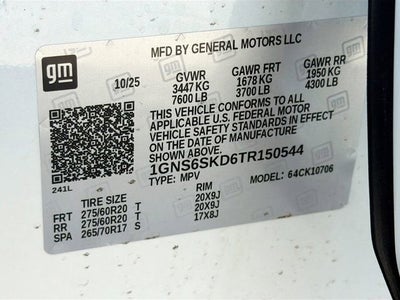 MFD BY GENERAL MOTORS LLC
gm
10/25 GVWR GAWR FRT GAWR RR
3447 KG 1678 KG 1950 KG
7600 LB 3700 LB 4300 LB
THIS VEHICLE CONFORMS TO ALL
APPLICABLE U.S. FEDERAL MOTOR
VEHICLE SAFETY STANDARDS IN EFFECT
ON THE DATE OF MANUFACTURE
SHOWN ABOVE.
1GNS6SKD6TR150544
241L TYPE: MPV MODEL: 64CK10706
TIRE SIZE RIM
FRT 275/60R20 T 20X9J
RR 275/60R20 T 20X9J
SPA 265/70R17 S 17X8J